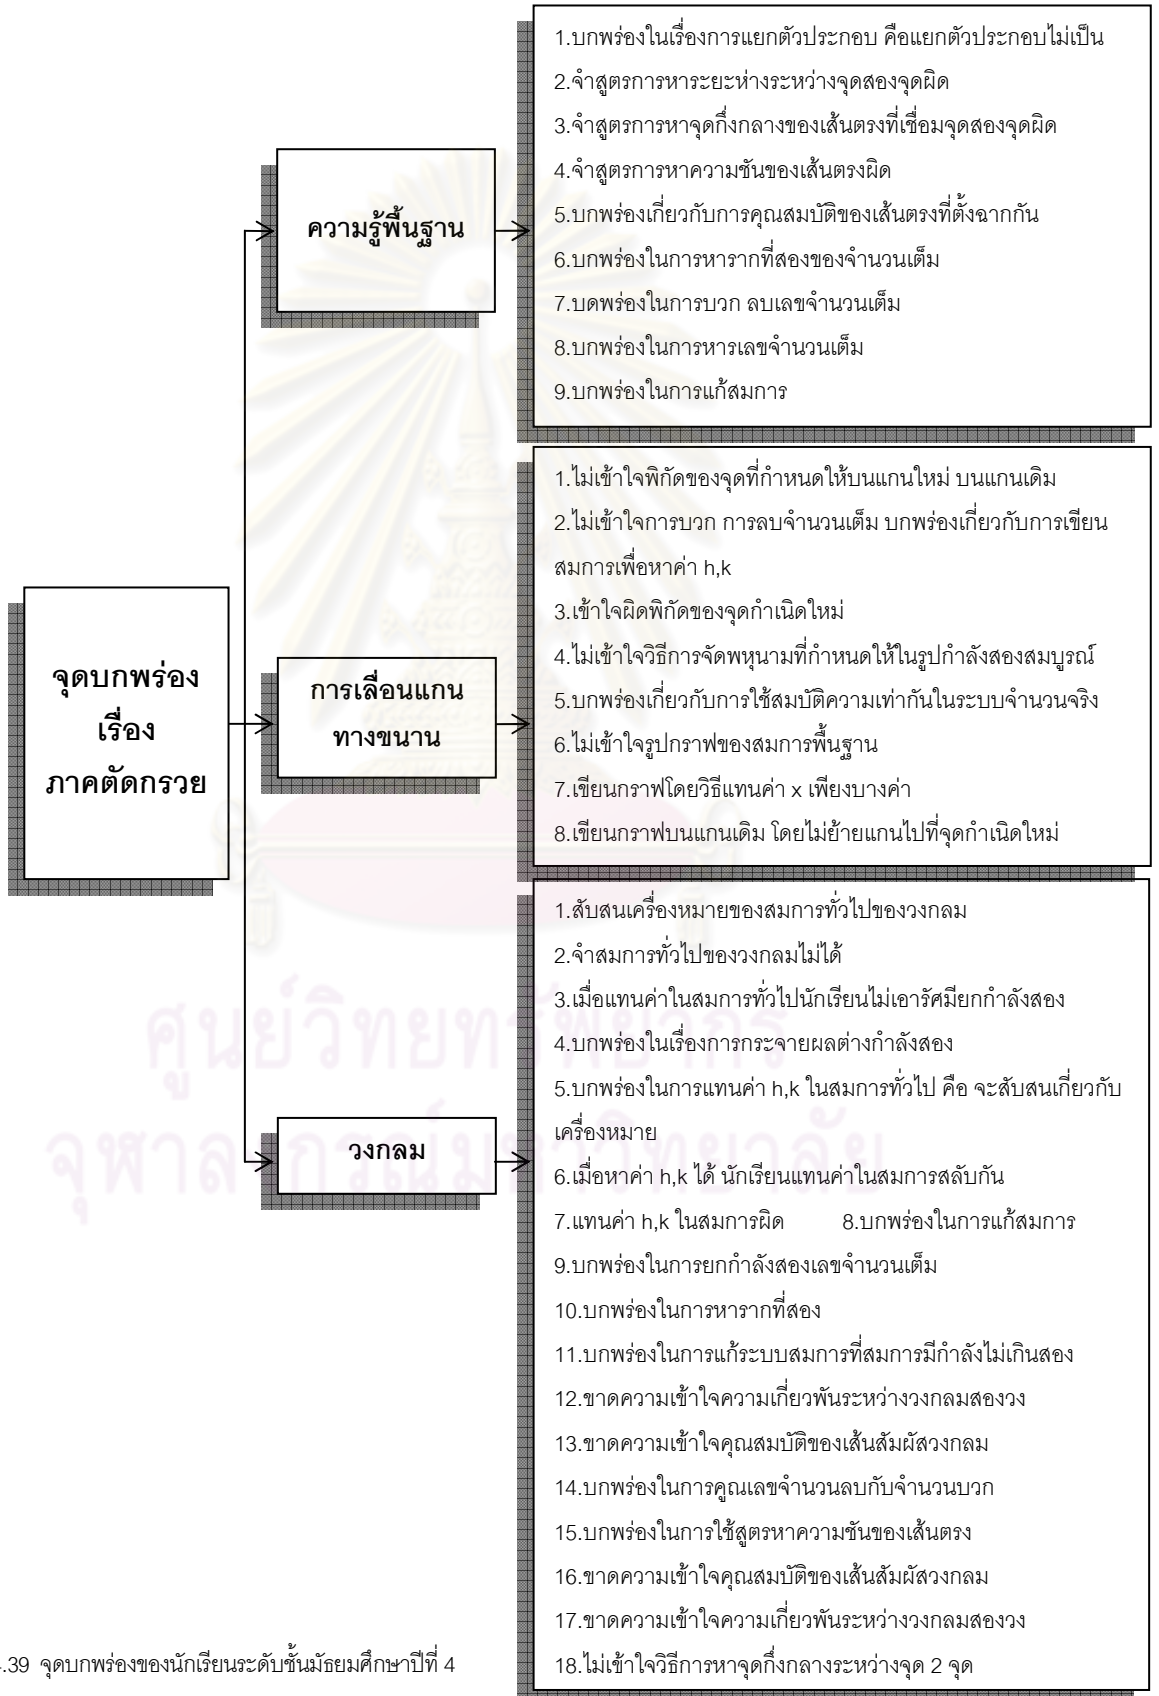 1.บกพร่องในเรื่องการแยกตัวประกอบ คือแยกตัวประกอบไม่เป็น
2.จำสูตรการหาระยะห่างระหว่างจุดสองจุดผิด
3.จำสูตรการหาจุดกึ่งกลางของเส้นตรงที่เชื่อมจุดสองจุดผิด
4.จำสูตรการหาความชันของเส้นตรงผิด
5.บกพร่องเกี่ยวกับการคุณสมบัติของเส้นตรงที่ตั้งฉากกัน
6.บกพร่องในการหารากที่สองของจำนวนเต็ม
7.บดพร่องในการบวก ลบเลขจำนวนเต็ม
8.บกพร่องในการหารเลขจำนวนเต็ม
9.บกพร่องในการแก้สมการ
ความรู้พื้นฐาน
1.ไม่เข้าใจพิกัดของจุดที่กำหนดให้บนแกนใหม่ บนแกนเดิม
2.ไม่เข้าใจการบวก การลบจำนวนเต็ม บกพร่องเกี่ยวกับการเขียน
สมการเพื่อหาค่า h,k
3.เข้าใจผิดพิกัดของจุดกำเนิดใหม่
4.ไม่เข้าใจวิธีการจัดพหุนามที่กำหนดให้ในรูปกำลังสองสมบูรณ์
5.บกพร่องเกี่ยวกับการใช้สมบัติความเท่ากันในระบบจำนวนจริง
6.ไม่เข้าใจรูปกราฟของสมการพื้นฐาน
7.เขียนกราฟโดยวิธีแทนค่า x เพียงบางค่า
8.เขียนกราฟบนแกนเดิม โดยไม่ย้ายแกนไปที่จุดกำเนิดใหม่
จุดบกพร่อง
เรื่อง
ภาคตัดกรวย
การเลื่อนแกน
ทางขนาน
1.สับสนเครื่องหมายของสมการทั่วไปของวงกลม
2.จำสมการทั่วไปของวงกลมไม่ได้
3.เมื่อแทนค่าในสมการทั่วไปนักเรียนไม่เอารัศมียกกำลังสอง
4.บกพร่องในเรื่องการกระจายผลต่างกำลังสอง
5.บกพร่องในการแทนค่า h,k ในสมการทั่วไป คือ จะสับสนเกี่ยวกับ
เครื่องหมาย
6.เมื่อหาค่า h,k ได้ นักเรียนแทนค่าในสมการสลับกัน
7.แทนค่า h,k ในสมการผิด 8.บกพร่องในการแก้สมการ
9.บกพร่องในการยกกำลังสองเลขจำนวนเต็ม
10.บกพร่องในการหารากที่สอง
11.บกพร่องในการแก้ระบบสมการที่สมการมีกำลังไม่เกินสอง
12.ขาดความเข้าใจความเกี่ยวพันระหว่างวงกลมสองวง
13.ขาดความเข้าใจคุณสมบัติของเส้นสัมผัสวงกลม
14.บกพร่องในการคูณเลขจำนวนลบกับจำนวนบวก
15.บกพร่องในการใช้สูตรหาความชันของเส้นตรง
16.ขาดความเข้าใจคุณสมบัติของเส้นสัมผัสวงกลม
17.ขาดความเข้าใจความเกี่ยวพันระหว่างวงกลมสองวง
18.ไม่เข้าใจวิธีการหาจุดกึ่งกลางระหว่างจุด 2 จุด
วงกลม
ศูนย์วิทยทรัพยากร
จุฬาลงกรณ์มหาวิทยาลัย
.39 จุดบกพร่องของนักเรียนระดับชั้นมัธยมศึกษาปีที่ 4